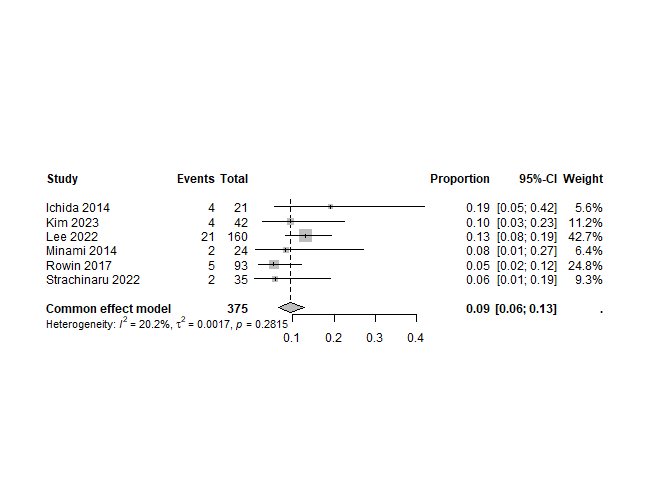 Study Events Total Proportion 95%-CI Weight
Ichida 2014 4 21 0.19 [0.05; 0.42] 5.6%
Kim 2023 4 42 0.10 [0.03; 0.23] 11.2%
Lee 2022 21 160 0.13 [0.08; 0.19] 42.7%
Minami 2014 2 24 0.08 [0.01; 0.27] 6.4%
Rowin 2017 5 93 0.05 [0.02; 0.12] 24.8%
Strachinaru 2022 2 35 0.06 [0.01; 0.19] 9.3%
Common effect model 375 0.09 [0.06; 0.13] .
Heterogeneity: I² = 20.2%, τ² = 0.0017, p = 0.2815
0.1 0.2 0.3 0.4